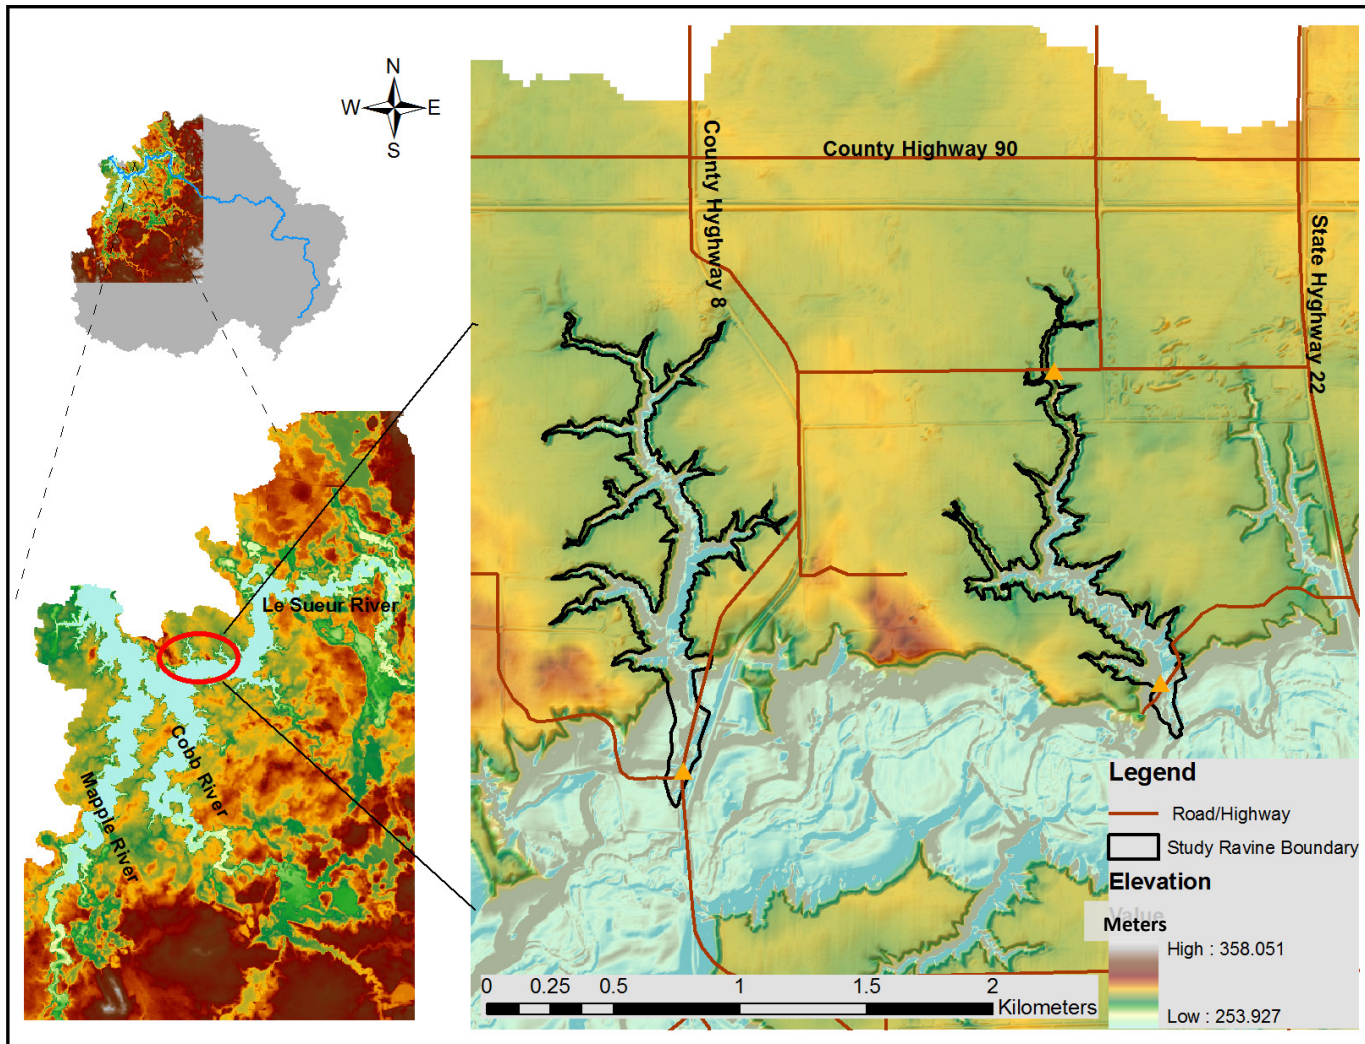 N
W E
S
County Highway 90
County Hyghway 8
State Hyghway 22
Le Sueur River
Cobb River
Mapple River
Legend
Road/Highway
Study Ravine Boundary
Elevation
Value
Meters
High : 358.051
Low : 253.927
0 0.25 0.5 1 1.5 2
Kilometers